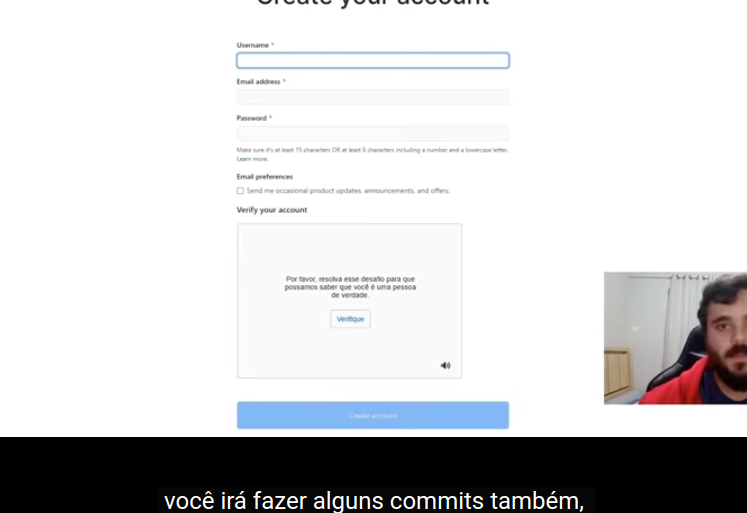 Create your account
Username *
Email address *
Password *
Make sure it's at least 15 characters OR at least 8 characters including a number and a lowercase letter.
Learn more.
Email preferences
Send me occasional product updates, announcements, and offers.
Verify your account
Por favor, resolva esse desafio para que
possamos saber que você é uma pessoa
de verdade.
Verifique
Create account
você irá fazer alguns commits também,